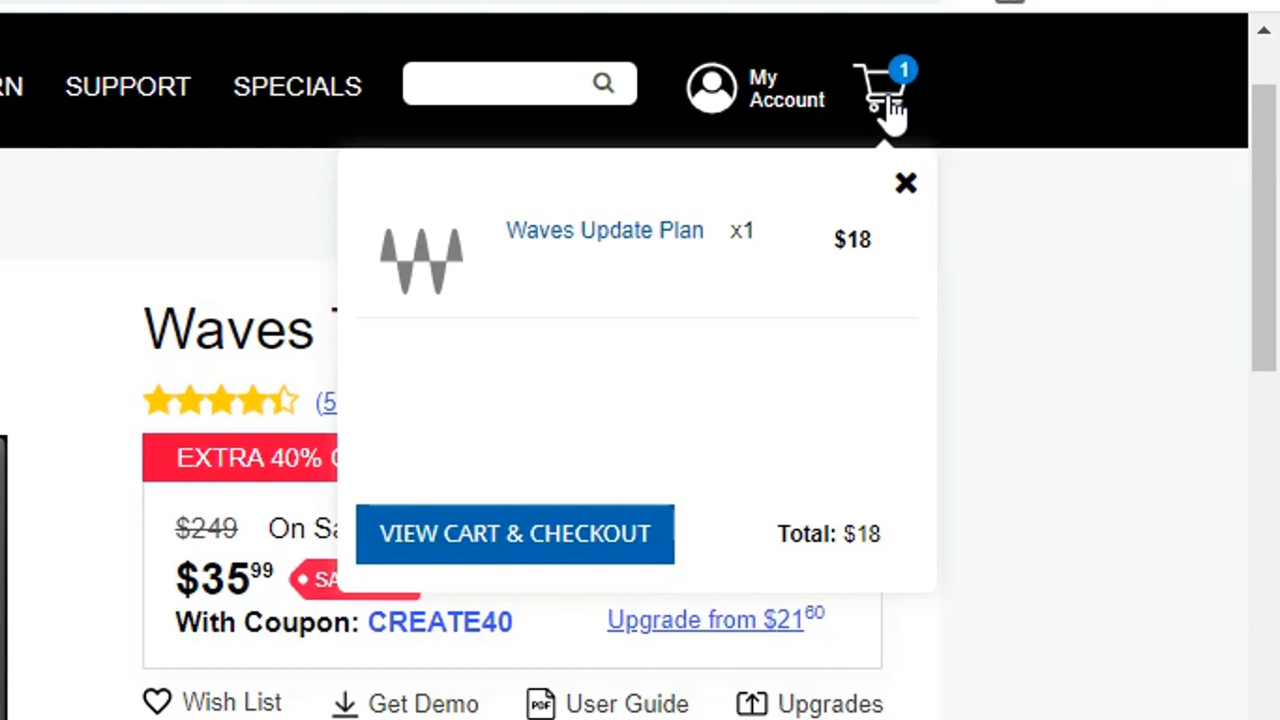 SUPPORT SPECIALS My Account 1
Waves Update Plan x1 $18
Waves
(5
EXTRA 40%
VIEW CART & CHECKOUT Total: $18
$249 On Sa
$35 99 SA
With Coupon: CREATE40 Upgrade from $21 60
Wish List Get Demo PDF User Guide Upgrades